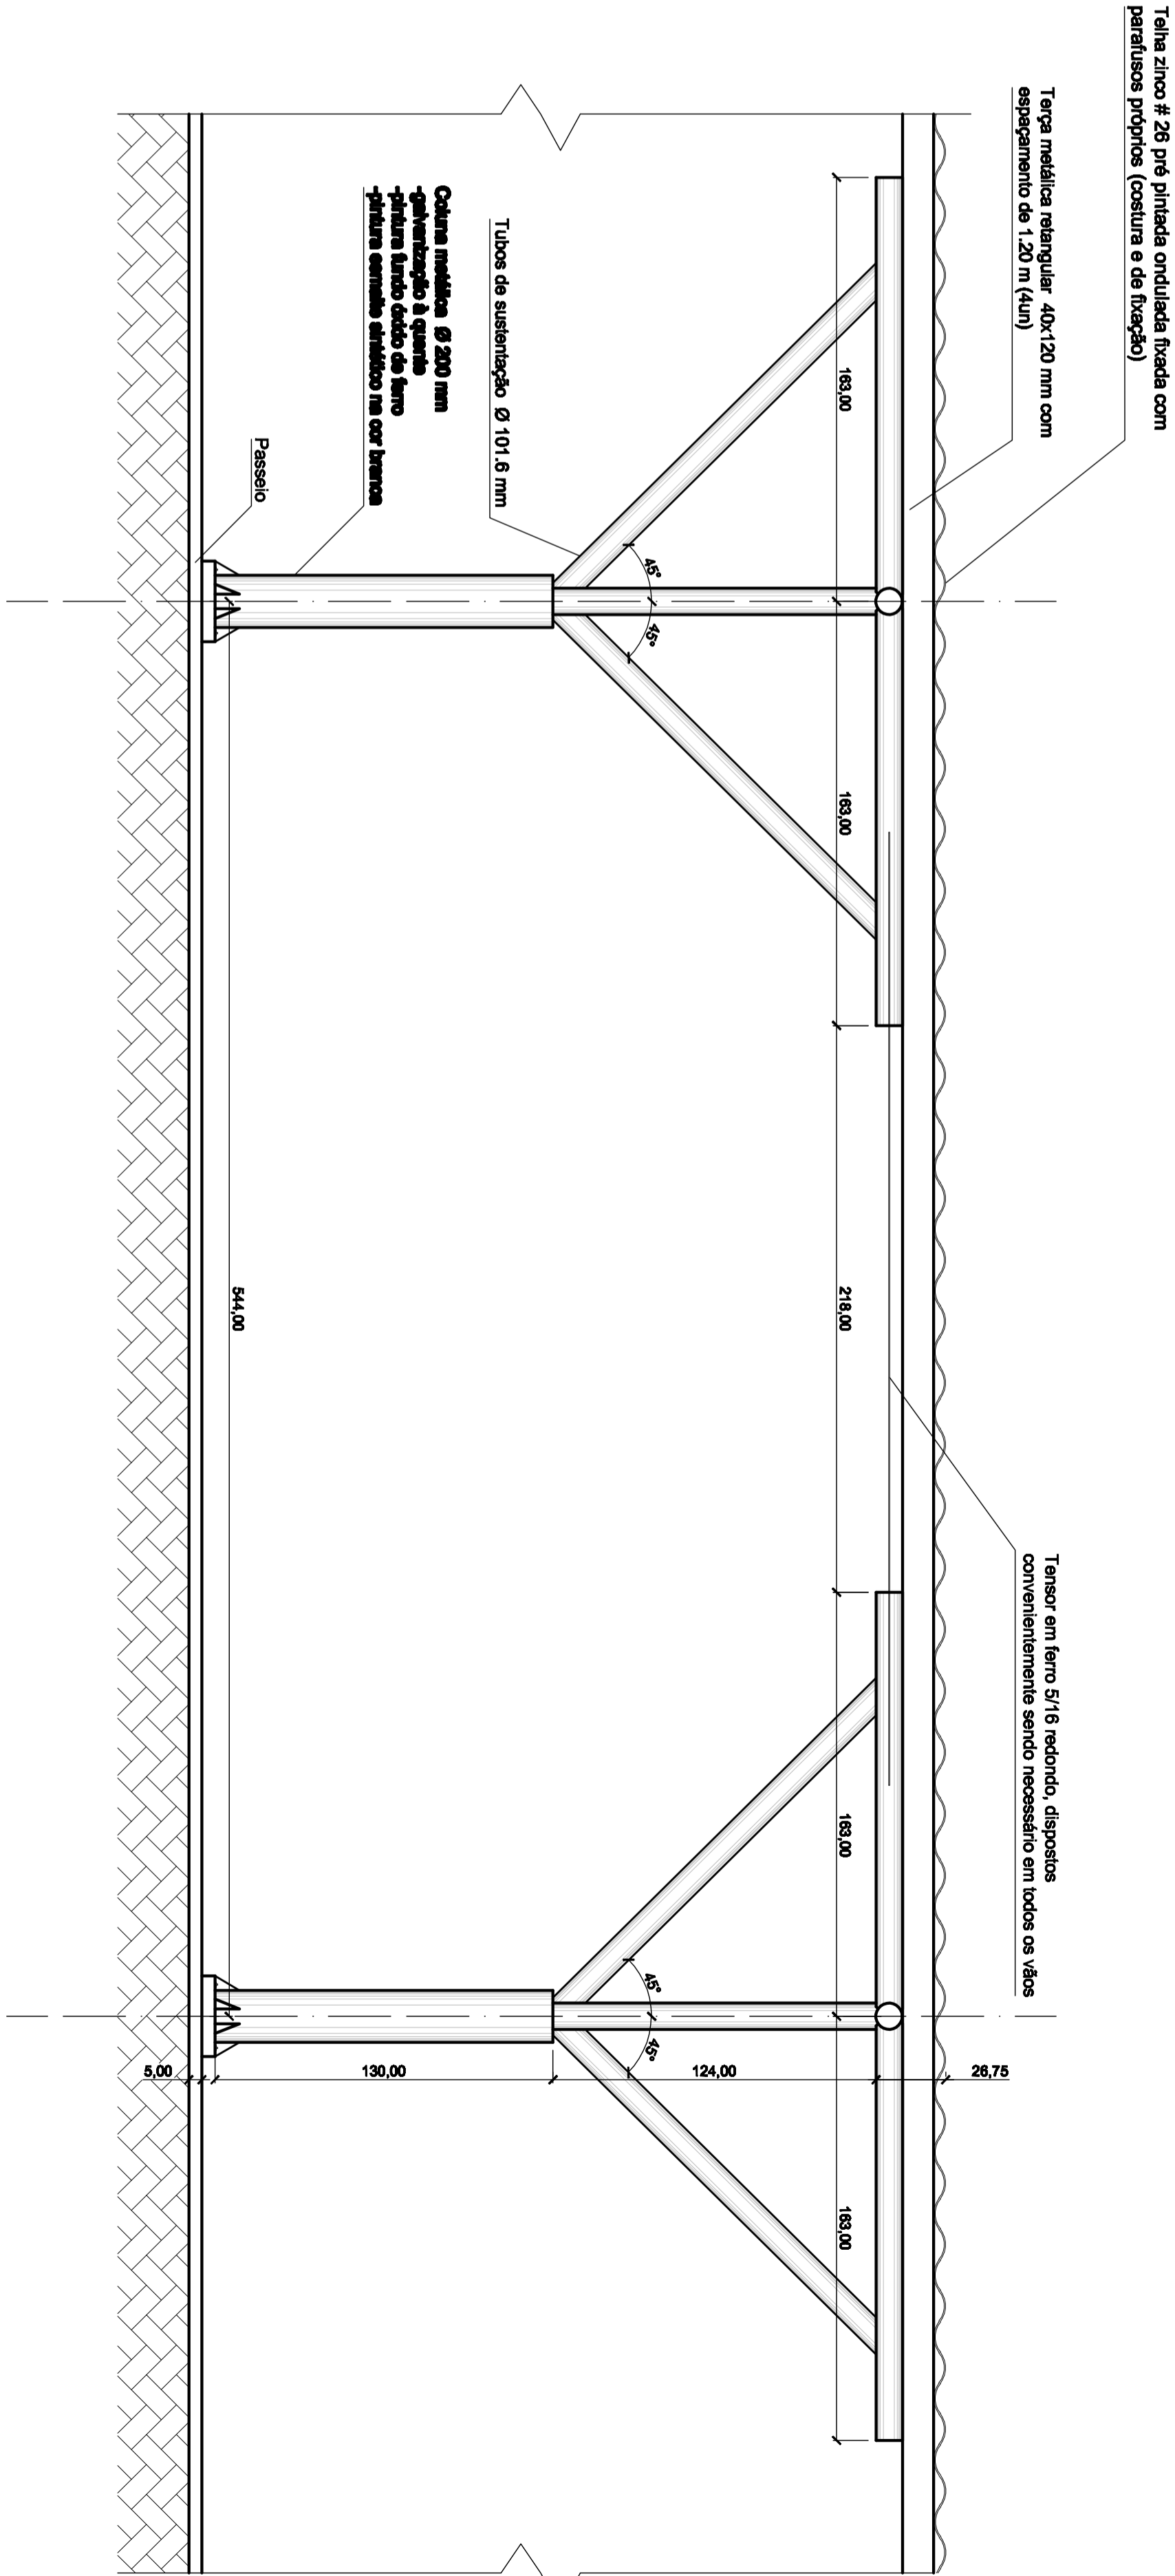 Telha zinco # 26 pré pintada ondulada fixada com
parafusos próprios (costura e de fixação)
Terça metálica retangular 40x120 mm com
espaçamento de 1.20 m (4un)
Tensor em ferro 5/16 redondo, dispostos
convenientemente sendo necessário em todos os vãos
26,75
163,00
163,00
218,00
163,00
163,00
124,00
45°
45°
45°
45°
Tubos de sustentação Ø 101.6 mm
Coluna metálica Ø 200 mm
-galvanização à quente
-pintura fundo óxido de ferro
-pintura esmalte sintético na cor branca
130,00
Passeio
544,00
5,00